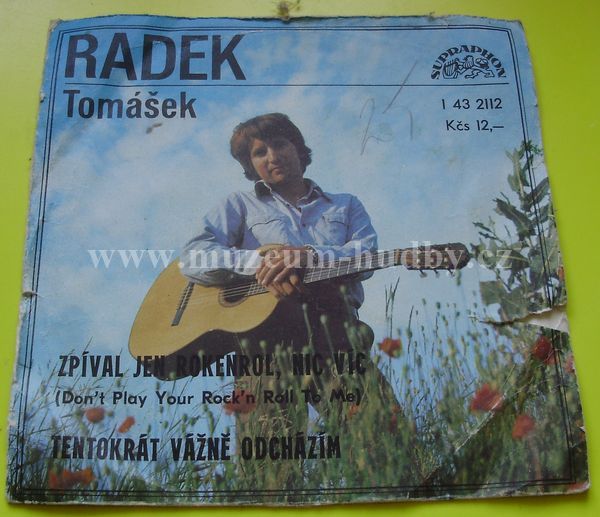 RADEK
Tomášek
SUPRAPHON
1 43 2112
Kčs 12,–
www.muzeum-hudby.cz
ZPÍVAL JEN ROKENROL, NIC VÍC
(Don't Play Your Rock'n Roll To Me)
TENTOKRÁT VÁŽNĚ ODCHÁZÍM